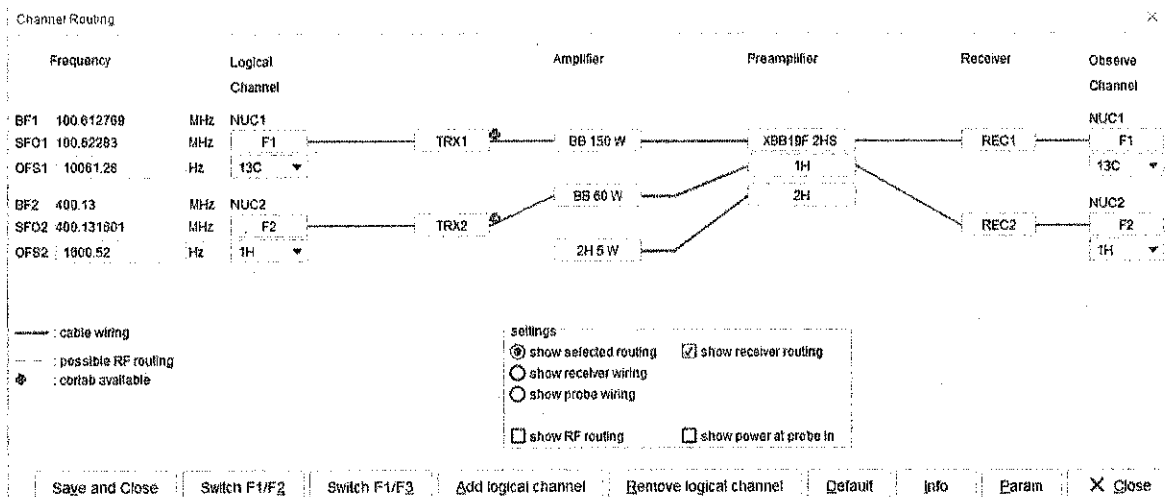 Channel Routing
Frequency Logical Channel Amplifier Preamplifier Receiver Observe Channel
BF1 100.612769 MHz NUC1 NUC1
SFO1 100.62283 MHz F1 TRX1 BB 150 W XBB19F 2HS REC1 F1
OFS1 10061.28 Hz 13C 1H 13C
BF2 400.13 MHz NUC2 BB 60 W 2H NUC2
SFO2 400.131601 MHz F2 TRX2 REC2 F2
OFS2 1600.52 Hz 1H 2H 5 W 1H
: cable wiring
: possible RF routing
: cortab available
settings
show selected routing show receiver routing
show receiver wiring
show probe wiring
show RF routing show power at probe in
Save and Close Switch F1/F2 Switch F1/F3 Add logical channel Remove logical channel Default Info Param Close